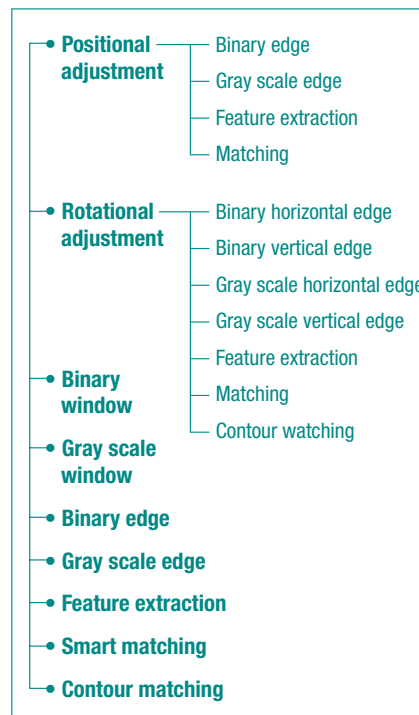 Positional
adjustment
Binary edge
Gray scale edge
Feature extraction
Matching
Rotational
adjustment
Binary horizontal edge
Binary vertical edge
Gray scale horizontal edge
Gray scale vertical edge
Feature extraction
Matching
Contour watching
Binary
window
Gray scale
window
Binary edge
Gray scale edge
Feature extraction
Smart matching
Contour matching